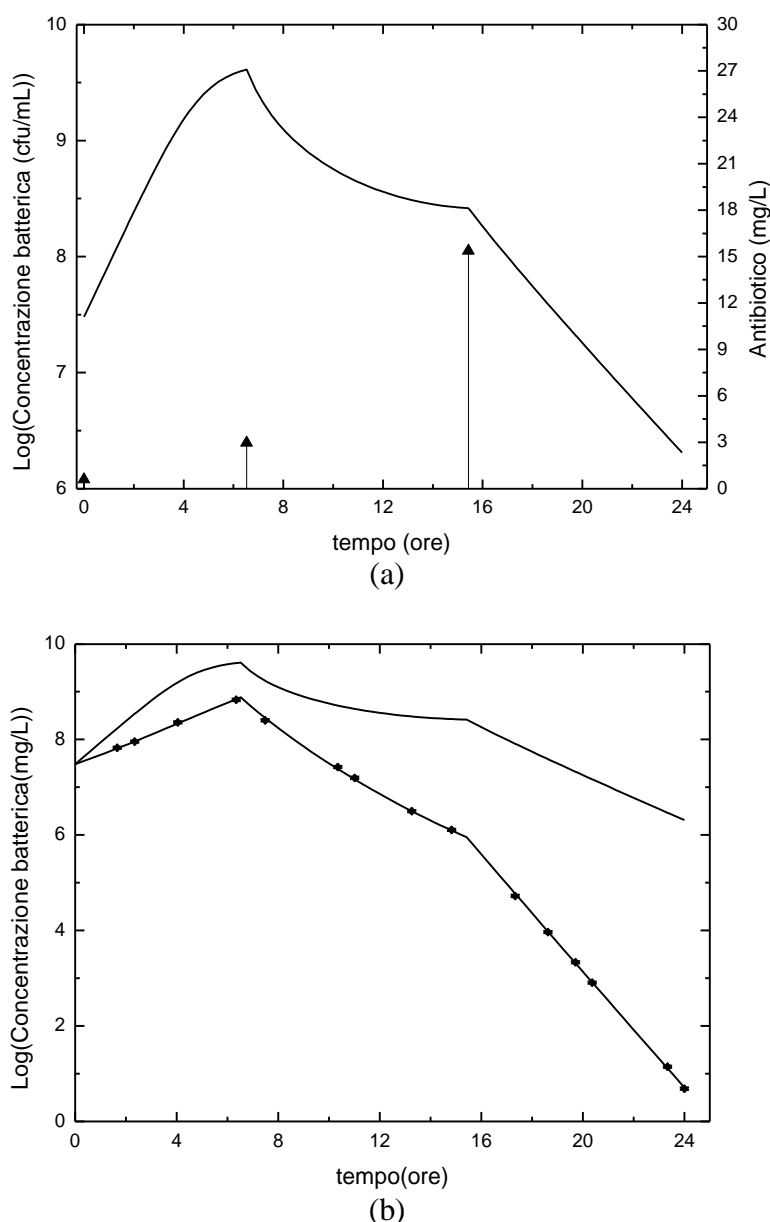 10
9
8
7
6
Log(Concentrazione batterica (cfu/mL))
30
27
24
21
18
15
12
9
6
3
0
Antibiotico (mg/L)
0 4 8 12 16 20 24
tempo (ore)
(a)
10
8
6
4
2
0
Log(Concentrazione batterica(mg/L))
0 4 8 12 16 20 24
tempo(ore)
(b)